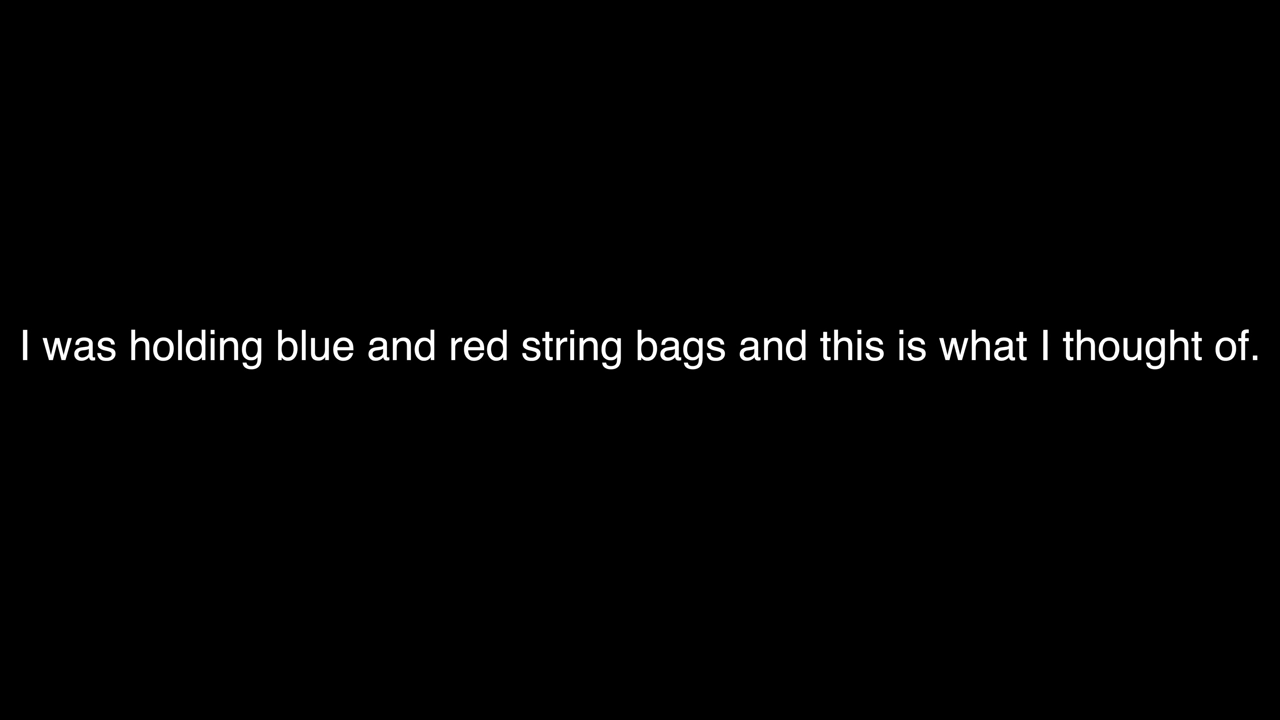 I was holding blue and red string bags and this is what I thought of.